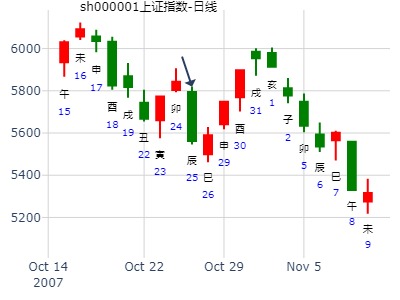 sh000001上证指数-日线
6000
5800
5600
5400
5200
午
15
未
16
申
17
酉
18
戌
19
丑
22
寅
23
卯
24
辰
25
巳
26
申
29
酉
30
戌
31
亥
1
子
2
卯
5
辰
6
巳
7
午
8
未
9
Oct 14
2007
Oct 22
Oct 29
Nov 5